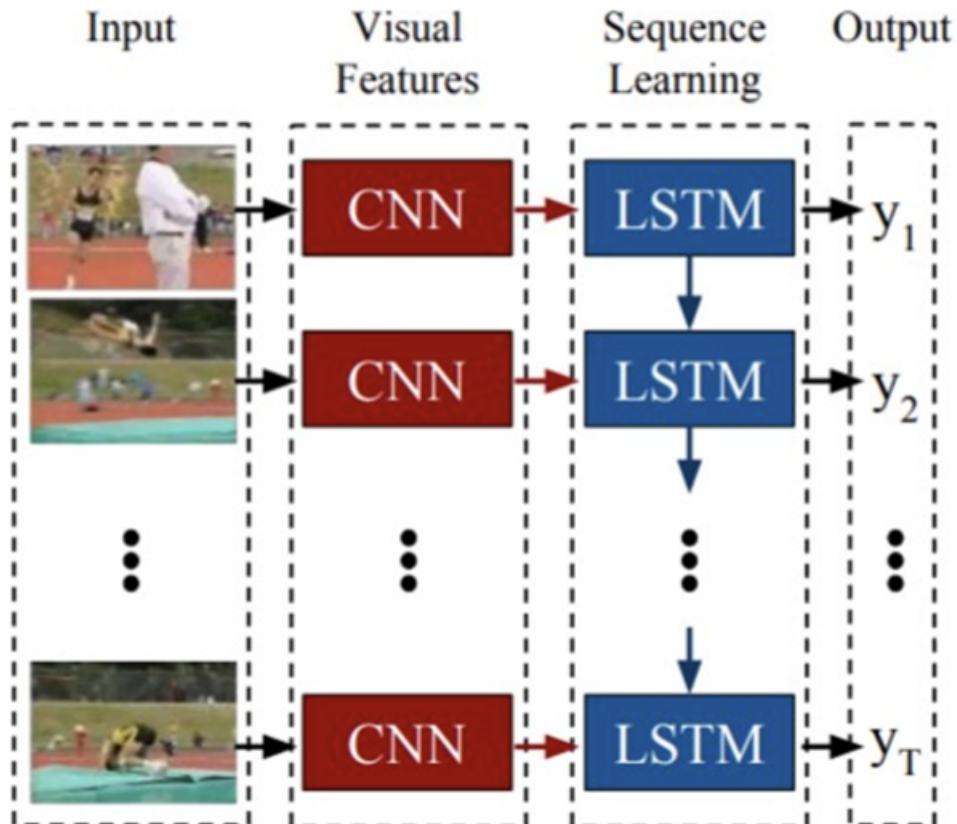 Input
Visual
Features
Sequence
Learning
Output
CNN
LSTM
y1
CNN
LSTM
y2
CNN
LSTM
yT